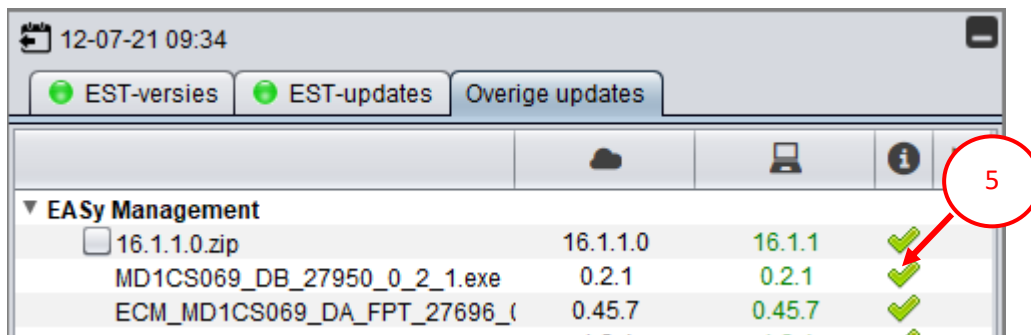 12-07-21 09:34
EST-versies EST-updates Overige updates
5
EASy Management
16.1.1.0.zip 16.1.1.0 16.1.1
MD1CS069_DB_27950_0_2_1.exe 0.2.1 0.2.1
ECM_MD1CS069_DA_FPT_27696_ 0.45.7 0.45.7